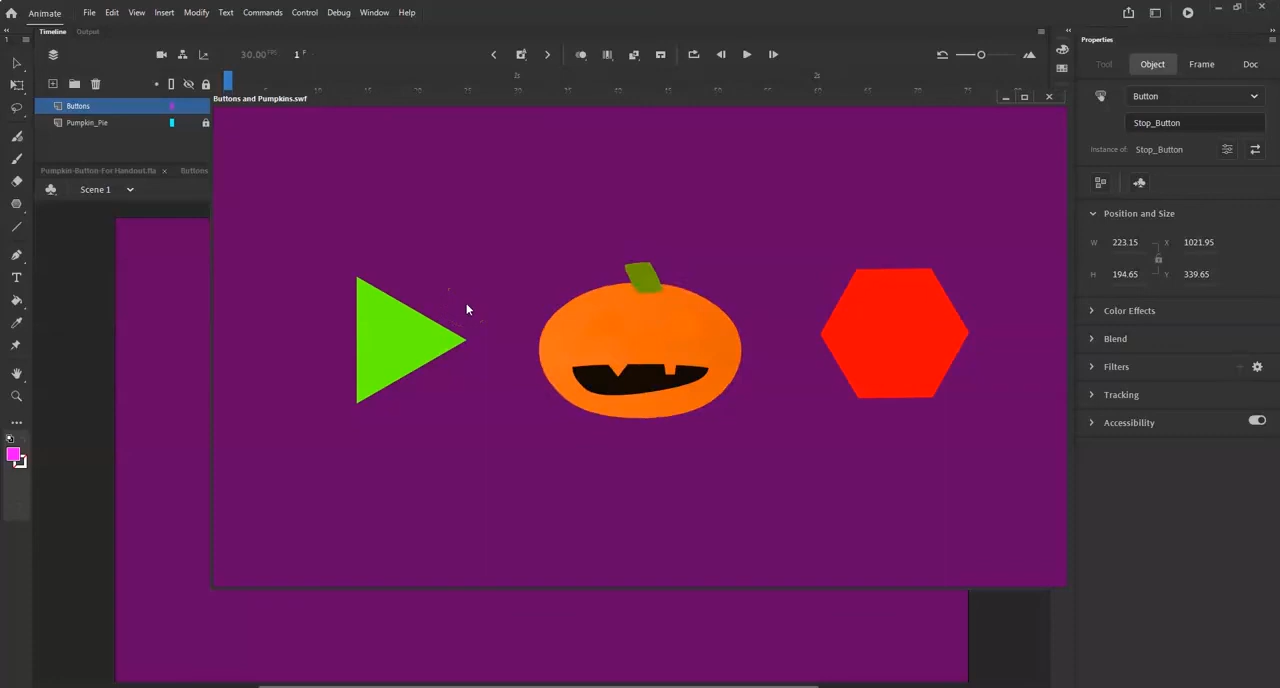 Animate File Edit View Insert Modify Text Commands Control Debug Window Help
Timeline Output
Properties
30.00 FPS 1 F
Tool Object Frame Doc
1s 2s
Buttons
Buttons and Pumpkins.swf
Button
Pumpkin_Pie
Stop_Button
Instance of: Stop_Button
Pumpkin-Button-For Handout.fla × Buttons
Scene 1
Position and Size
W 223.15 X 1021.95
H 194.65 Y 339.65
Color Effects
Blend
Filters
Tracking
Accessibility